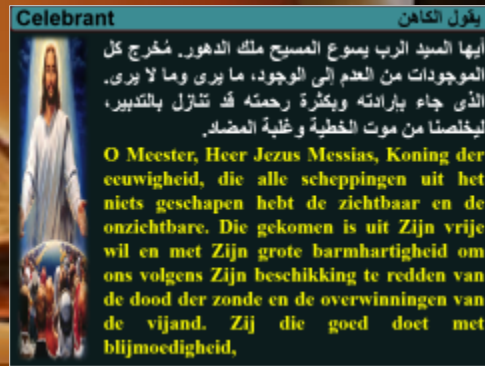 Celebrant
يقول الكاهن
أيها السيد الرب يسوع المسيح ملك الدهور. مُخرج كل
الموجودات من العدم إلى الوجود، ما يرى وما لا يرى.
الذى جاء بإرادته وبكثرة رحمته قد تنازل بالتدبير،
ليخلصنا من موت الخطية وغلبة المضاد.
O Meester, Heer Jezus Messias, Koning der
eeuwigheid, die alle scheppingen uit het
niets geschapen hebt de zichtbaar en de
onzichtbare. Die gekomen is uit Zijn vrije
wil en met Zijn grote barmhartigheid om
ons volgens Zijn beschikking te redden van
de dood der zonde en de overwinningen van
de vijand. Zij die goed doet met
blijmoedigheid,